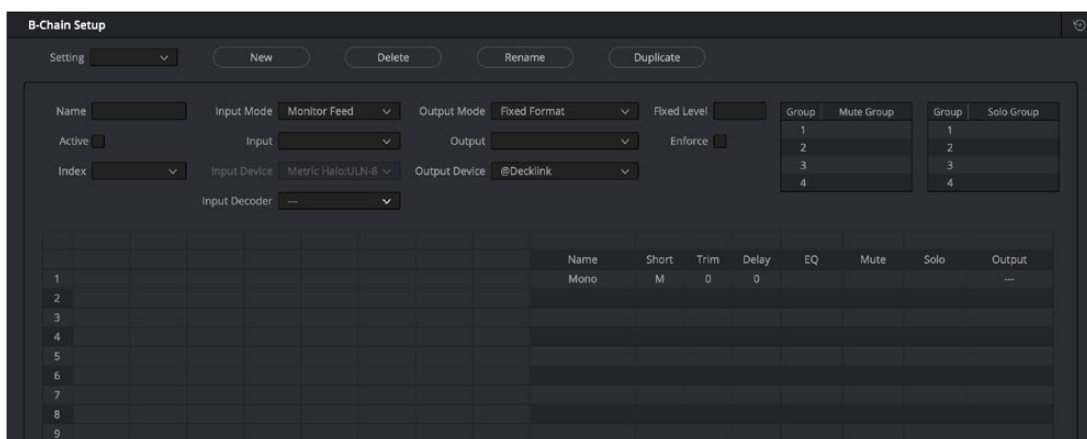 B-Chain Setup
Setting New Delete Rename Duplicate
Name Input Mode Monitor Feed Output Mode Fixed Format Fixed Level Group Mute Group Group Solo Group
Active Input Output Enforce 1 1
2 2
Index Input Device Metric Halo:ULN-8 Output Device @Decklink 3 3
4 4
Input Decoder ---
Name Short Trim Delay EQ Mute Solo Output
1 Mono M 0 0 ---
2
3
4
5
6
7
8
9